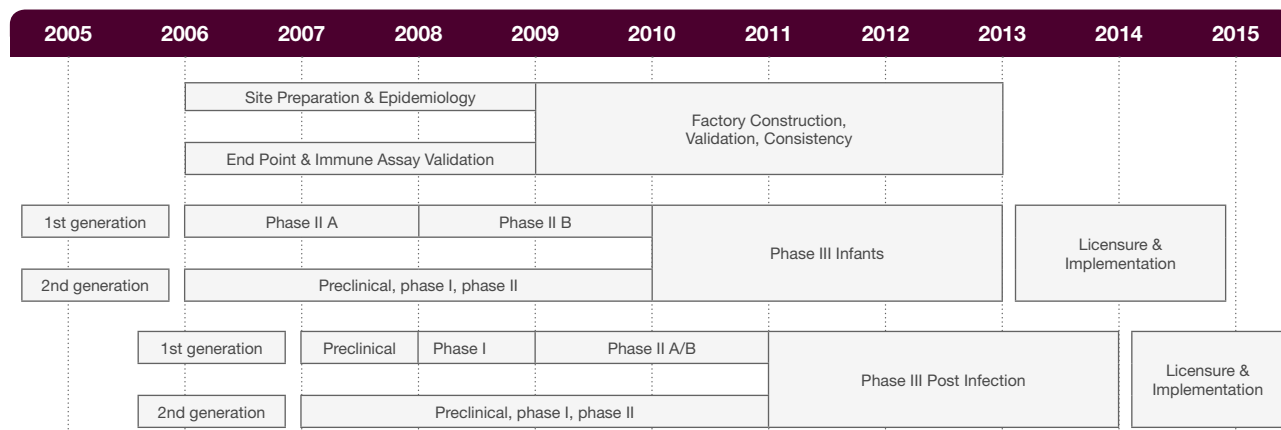 2005 2006 2007 2008 2009 2010 2011 2012 2013 2014 2015
Site Preparation & Epidemiology
Factory Construction,
Validation, Consistency
End Point & Immune Assay Validation
1st generation
Phase II A
Phase II B
Phase III Infants
Licensure &
Implementation
2nd generation
Preclinical, phase I, phase II
1st generation
Preclinical
Phase I
Phase II A/B
Phase III Post Infection
Licensure &
Implementation
2nd generation
Preclinical, phase I, phase II